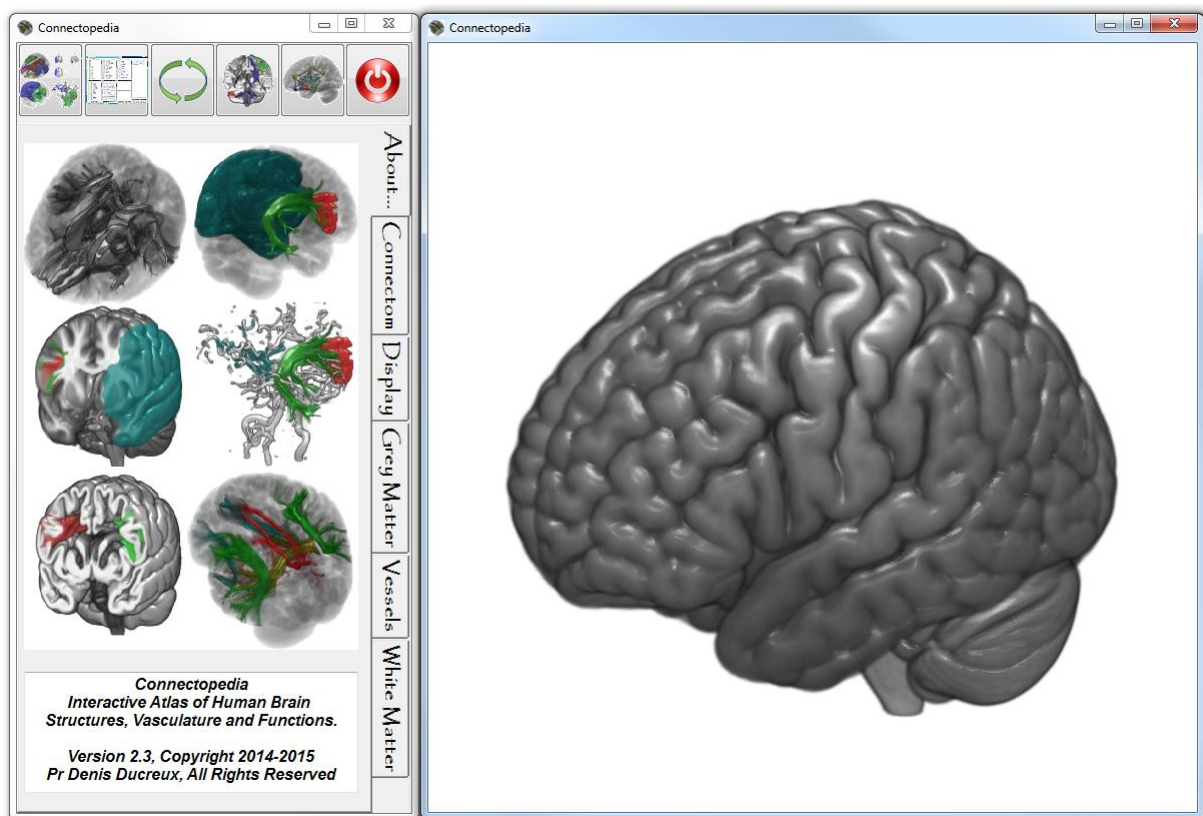 Connectopedia
Connectopedia
About...
Connectom
Display
Grey Matter
Vessels
White Matter
Connectopedia
Interactive Atlas of Human Brain
Structures, Vasculature and Functions.
Version 2.3, Copyright 2014-2015
Pr Denis Ducreux, All Rights Reserved